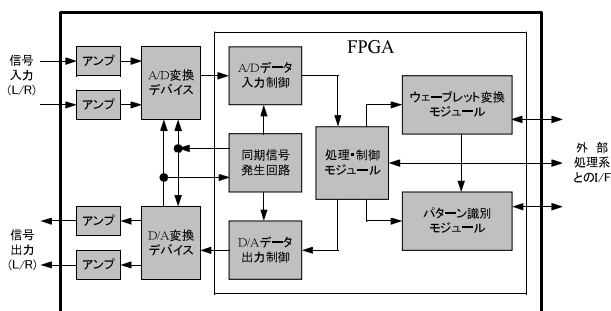 FPGA
信号
入力
(L/R)
アンプ
アンプ
A/D変換
デバイス
A/Dデータ
入力制御
同期信号
発生回路
処理・制御
モジュール
ウェーブレット変換
モジュール
パターン識別
モジュール
外 部
処理系
とのI/F
信号
出力
(L/R)
アンプ
アンプ
D/A変換
デバイス
D/Aデータ
出力制御